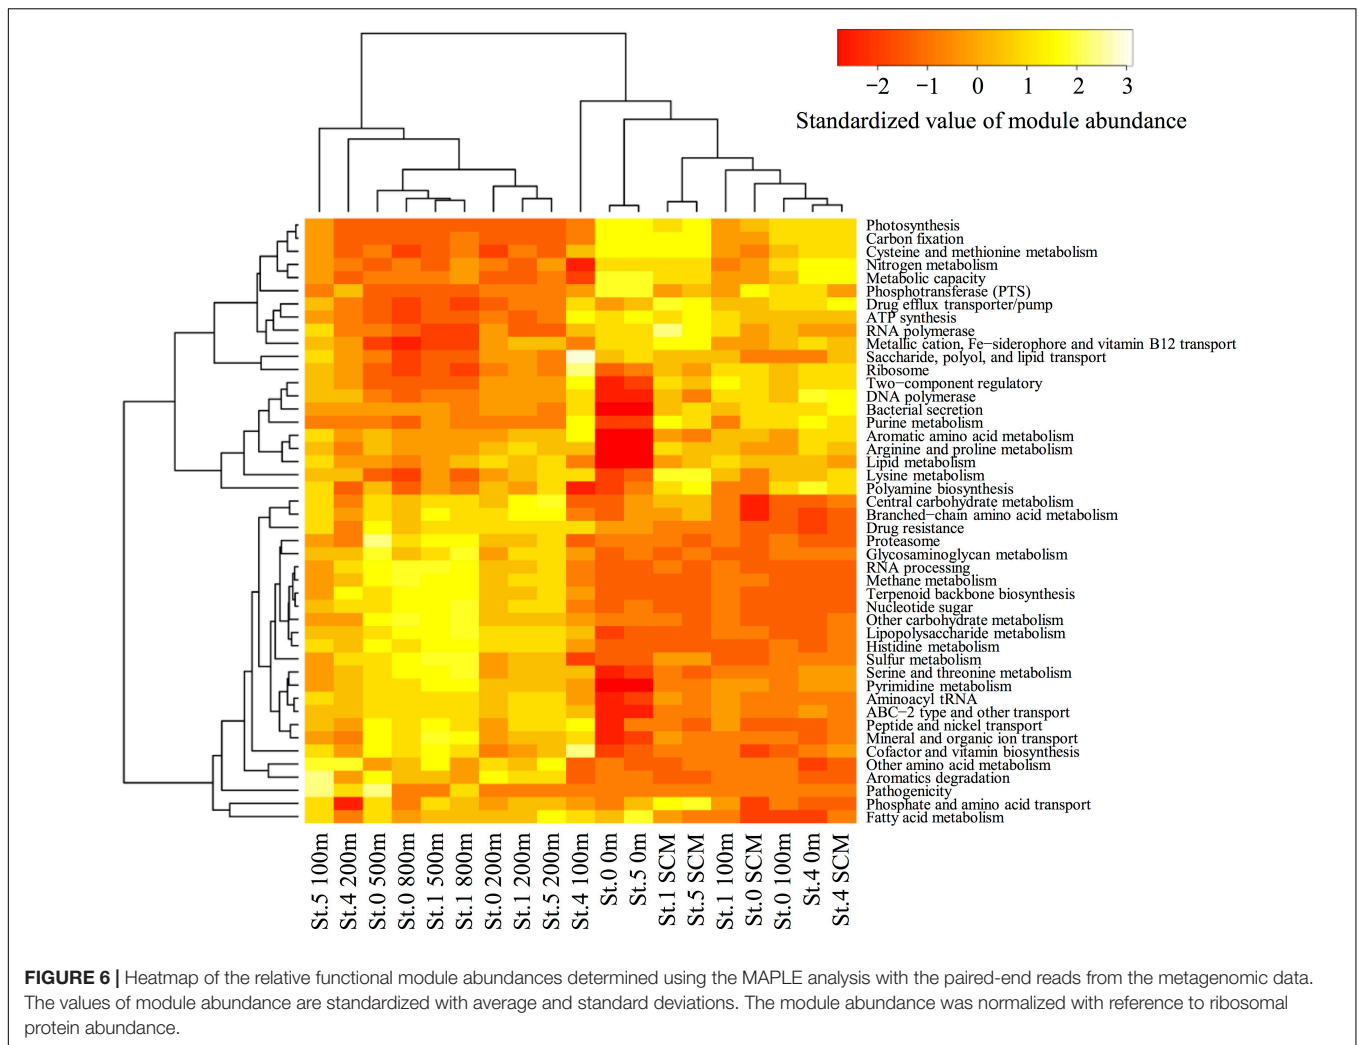 −2 −1 0 1 2 3
Standardized value of module abundance
Photosynthesis
Carbon fixation
Cysteine and methionine metabolism
Nitrogen metabolism
Metabolic capacity
Phosphotransferase (PTS)
Drug efflux transporter/pump
ATP synthesis
RNA polymerase
Metallic cation, Fe−siderophore and vitamin B12 transport
Saccharide, polyol, and lipid transport
Ribosome
Two−component regulatory
DNA polymerase
Bacterial secretion
Purine metabolism
Aromatic amino acid metabolism
Arginine and proline metabolism
Lipid metabolism
Lysine metabolism
Polyamine biosynthesis
Central carbohydrate metabolism
Branched−chain amino acid metabolism
Drug resistance
Proteasome
Glycosaminoglycan metabolism
RNA processing
Methane metabolism
Terpenoid backbone biosynthesis
Nucleotide sugar
Other carbohydrate metabolism
Lipopolysaccharide metabolism
Histidine metabolism
Sulfur metabolism
Serine and threonine metabolism
Pyrimidine metabolism
Aminoacyl tRNA
ABC−2 type and other transport
Peptide and nickel transport
Mineral and organic ion transport
Cofactor and vitamin biosynthesis
Other amino acid metabolism
Aromatics degradation
Pathogenicity
Phosphate and amino acid transport
Fatty acid metabolism
St.5 100m
St.4 200m
St.0 500m
St.0 800m
St.1 500m
St.1 800m
St.0 200m
St.1 200m
St.5 200m
St.4 100m
St.0 0m
St.5 0m
St.1 SCM
St.5 SCM
St.1 100m
St.0 SCM
St.0 100m
St.4 0m
St.4 SCM
FIGURE 6 | Heatmap of the relative functional module abundances determined using the MAPLE analysis with the paired-end reads from the metagenomic data.
The values of module abundance are standardized with average and standard deviations. The module abundance was normalized with reference to ribosomal
protein abundance.